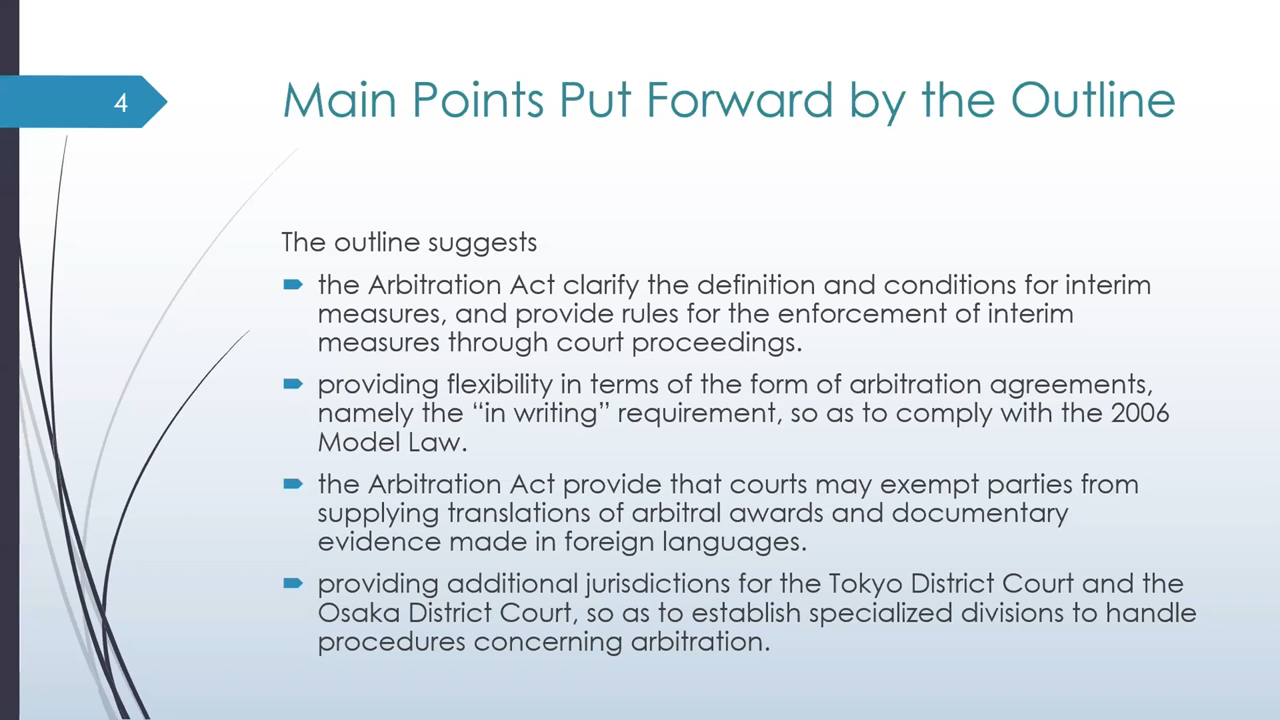 4
Main Points Put Forward by the Outline
The outline suggests
the Arbitration Act clarify the definition and conditions for interim
measures, and provide rules for the enforcement of interim
measures through court proceedings.
providing flexibility in terms of the form of arbitration agreements,
namely the “in writing” requirement, so as to comply with the 2006
Model Law.
the Arbitration Act provide that courts may exempt parties from
supplying translations of arbitral awards and documentary
evidence made in foreign languages.
providing additional jurisdictions for the Tokyo District Court and the
Osaka District Court, so as to establish specialized divisions to handle
procedures concerning arbitration.